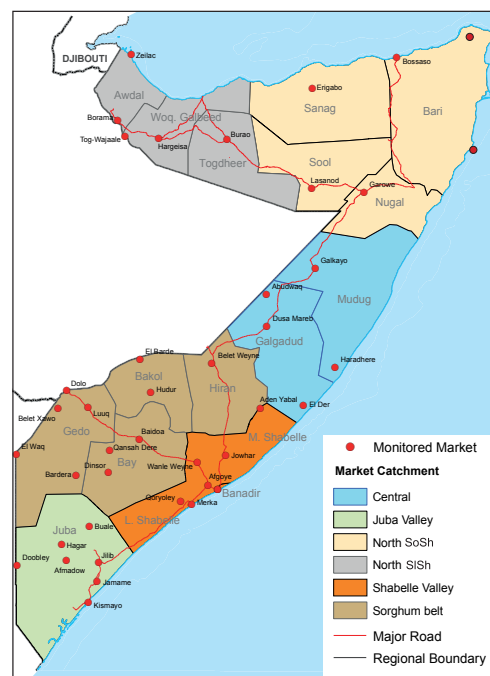 DJIBOUTI
Zeilac
Bossaso
Awdal
Erigabo
Borama
Woq. Galbeed
Sanag
Bari
Tog-Wajaale
Hargeisa
Burao
Togdheer
Sool
Lasanod
Garowe
Nugal
Galkayo
Abudwaq
Mudug
Dusa Mareb
Galgadud
El Barde
Belet Weyne
Haradhere
Bakol
Hiran
Dolo
Hudur
Aden Yabal
El Der
Belet Xawo
Luuq
Gedo
Baidoa
M. Shabelle
El Waq
Qansah Dere
Jowhar
Dinsor
Bay
Wanle Weyne
Bardera
Afgoye
Banadir
Qoryoley
Merka
L. Shabelle
Buale
Juba
Hagar
Doobley
Afmadow
Jilib
Jamame
Kismayo
Monitored Market
Market Catchment
Central
Juba Valley
North SoSh
North SlSh
Shabelle Valley
Sorghum belt
Major Road
Regional Boundary